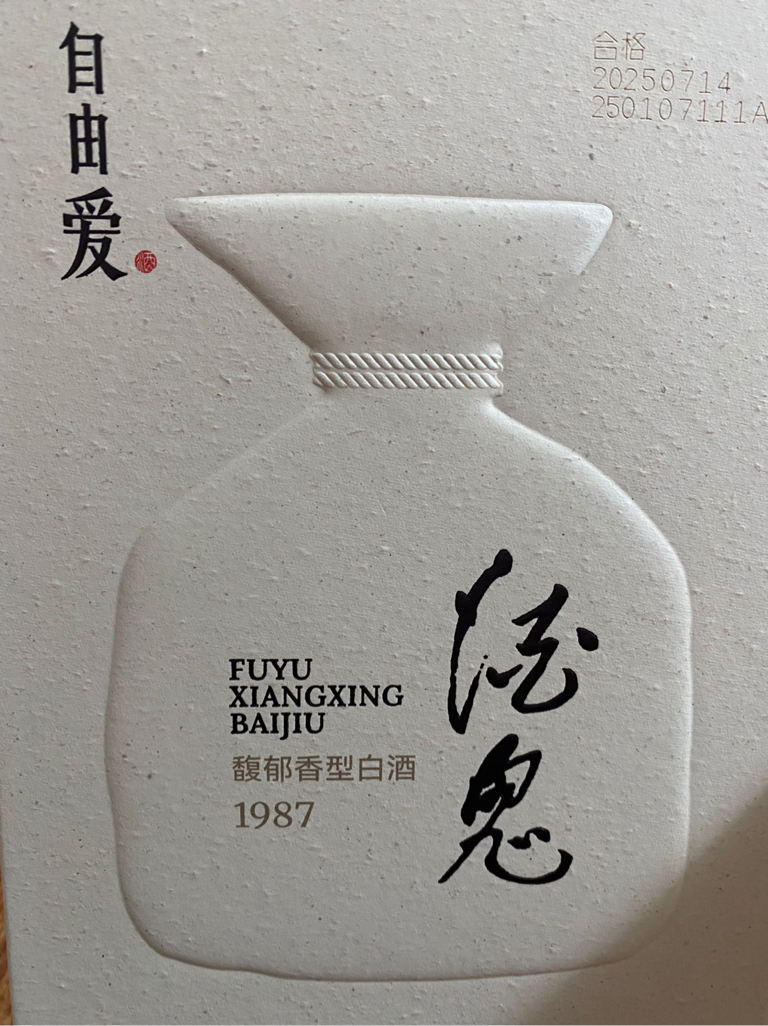 自由爱
合格
20250714
250107111A
酒鬼
FUYU
XIANGXING
BAIJIU
馥郁香型白酒
1987